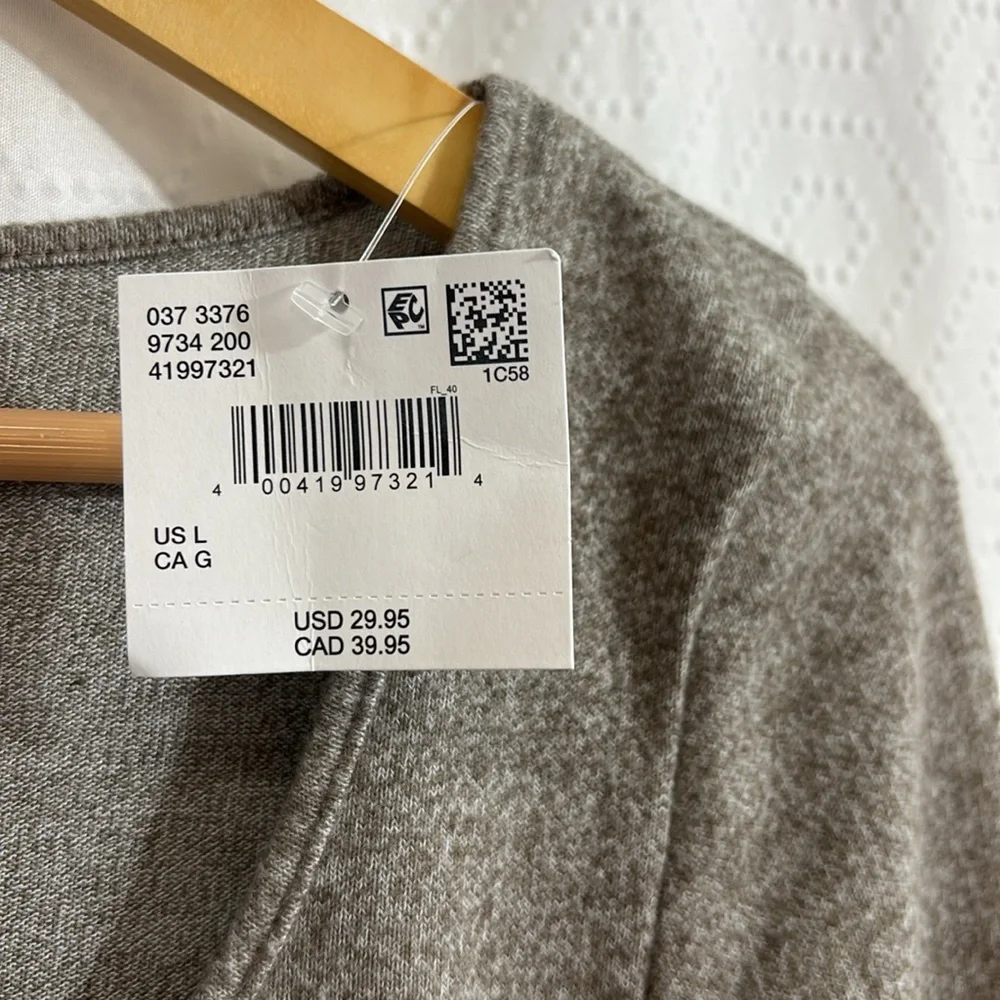 037 3376
9734 200
41997321
EPC
1C58
FL_40
4 00419 97321 4
US L
CA G
USD 29.95
CAD 39.95